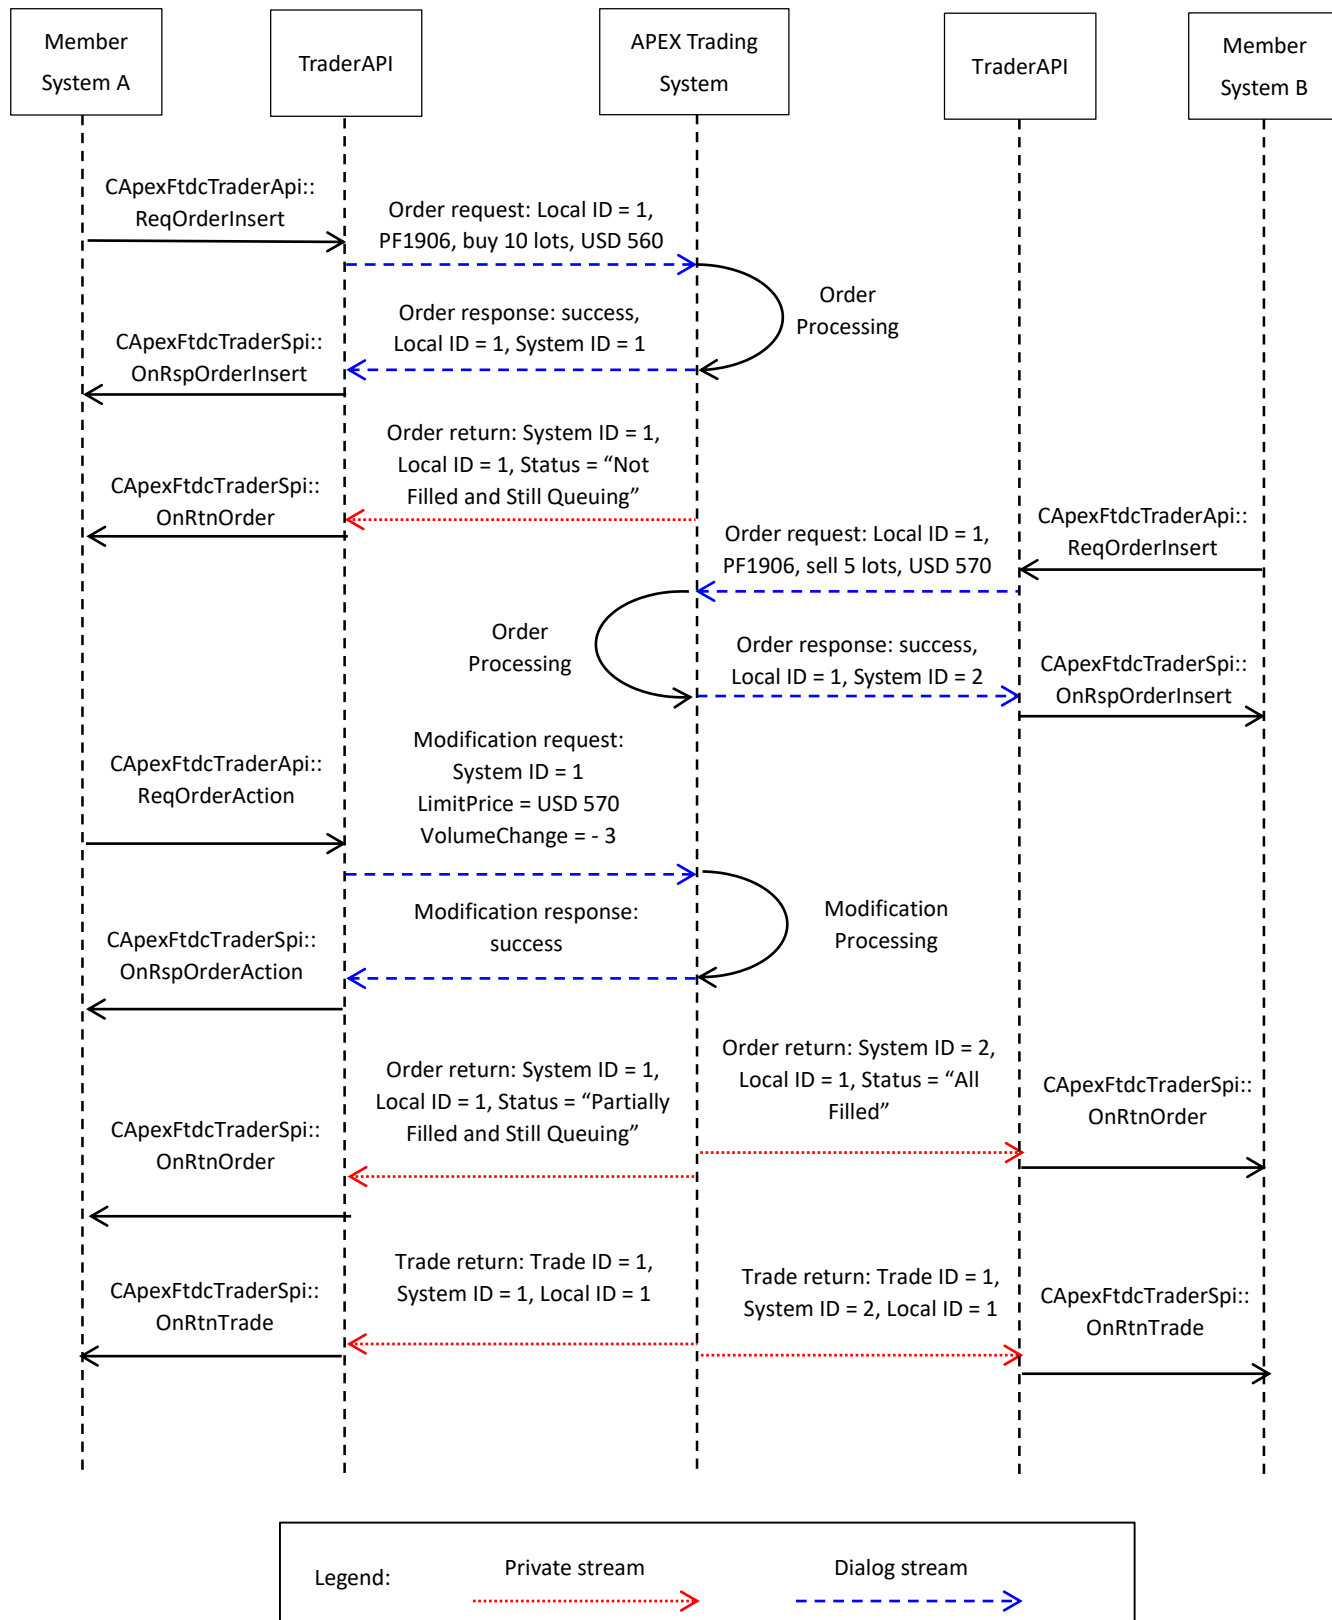 Member
System A
TraderAPI
APEX Trading
System
TraderAPI
Member
System B
CApexFtdcTraderApi::
ReqOrderInsert
Order request: Local ID = 1,
PF1906, buy 10 lots, USD 560
Order
Processing
Order response: success,
Local ID = 1, System ID = 1
CApexFtdcTraderSpi::
OnRspOrderInsert
Order return: System ID = 1,
Local ID = 1, Status = “Not
Filled and Still Queuing”
CApexFtdcTraderSpi::
OnRtnOrder
CApexFtdcTraderApi::
ReqOrderInsert
Order request: Local ID = 1,
PF1906, sell 5 lots, USD 570
Order
Processing
Order response: success,
Local ID = 1, System ID = 2
CApexFtdcTraderSpi::
OnRspOrderInsert
CApexFtdcTraderApi::
ReqOrderAction
Modification request:
System ID = 1
LimitPrice = USD 570
VolumeChange = - 3
Modification
Processing
Modification response:
success
CApexFtdcTraderSpi::
OnRspOrderAction
Order return: System ID = 2,
Local ID = 1, Status = “All
Filled”
CApexFtdcTraderSpi::
OnRtnOrder
Order return: System ID = 1,
Local ID = 1, Status = “Partially
Filled and Still Queuing”
CApexFtdcTraderSpi::
OnRtnOrder
Trade return: Trade ID = 1,
System ID = 1, Local ID = 1
CApexFtdcTraderSpi::
OnRtnTrade
Trade return: Trade ID = 1,
System ID = 2, Local ID = 1
CApexFtdcTraderSpi::
OnRtnTrade
Legend:
Private stream
Dialog stream